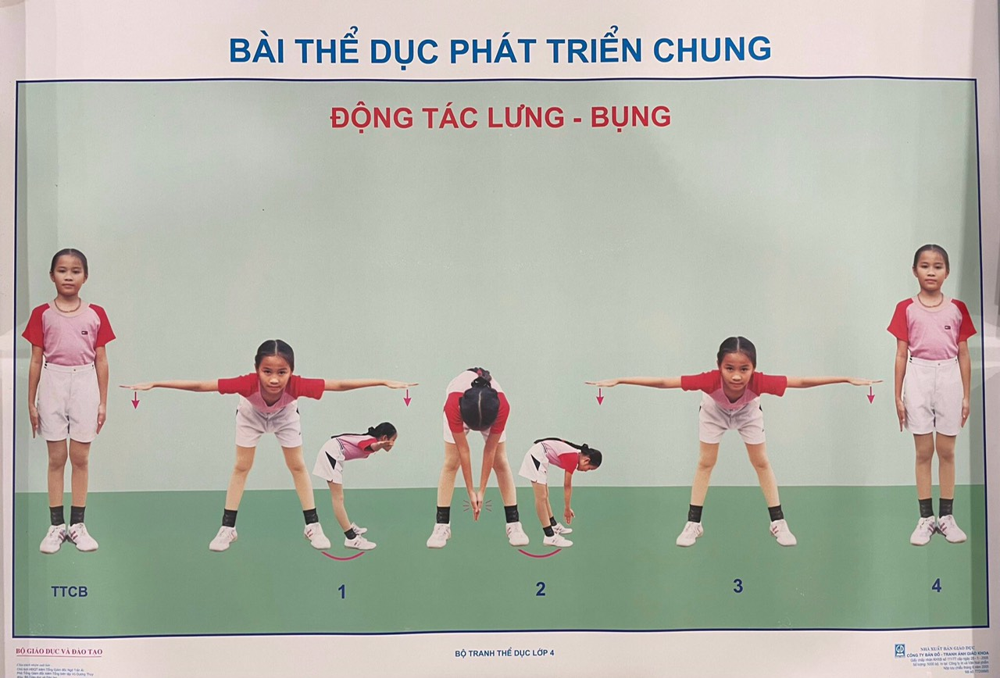 BÀI THỂ DỤC PHÁT TRIỂN CHUNG
ĐỘNG TÁC LƯNG - BỤNG
TTCB
1
2
3
4
BỘ GIÁO DỤC VÀ ĐÀO TẠO
BỘ TRANH THỂ DỤC LỚP 4
NHÀ XUẤT BẢN GIÁO DỤC
CÔNG TY BẢN ĐỒ - TRANH ẢNH GIÁO KHOA